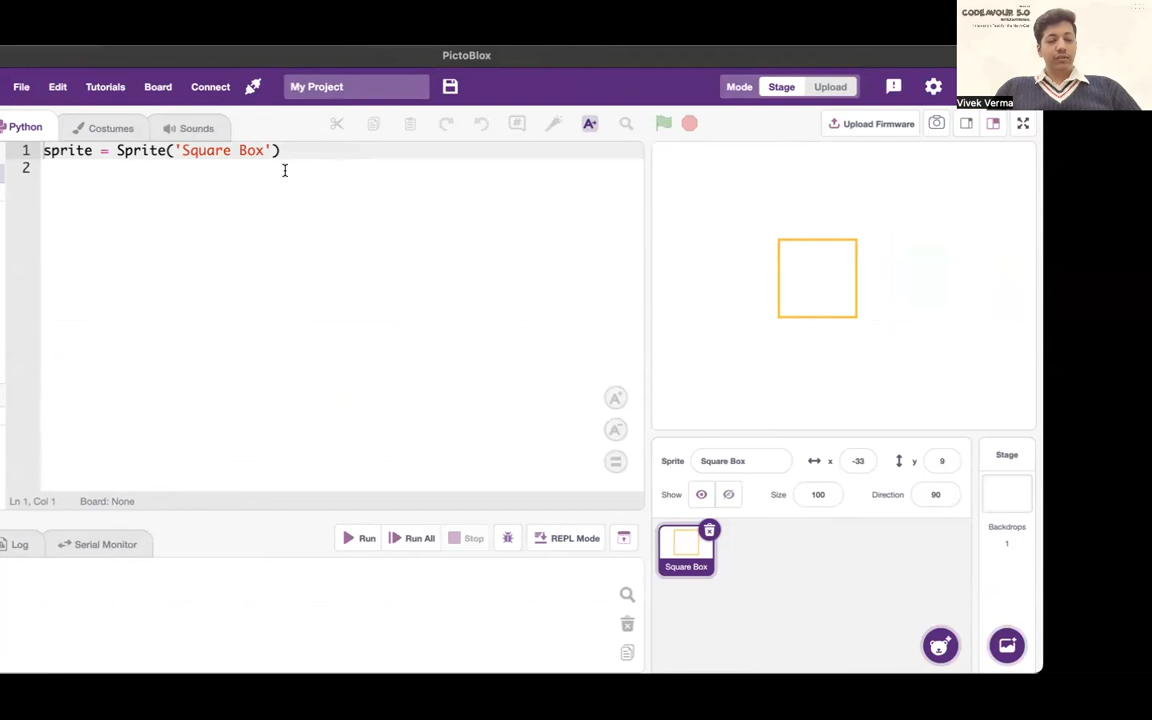 CODEAVOUR 5.0
PictoBlox
File Edit Tutorials Board Connect My Project Mode Stage Upload
Vivek Verma
Python Costumes Sounds Upload Firmware
1 sprite = Sprite('Square Box')
2
Sprite Square Box x -33 y 9
Stage
Show Size 100 Direction 90
Ln 1, Col 1 Board: None
Backdrops
1
Log Serial Monitor Run Run All Stop REPL Mode
Square Box